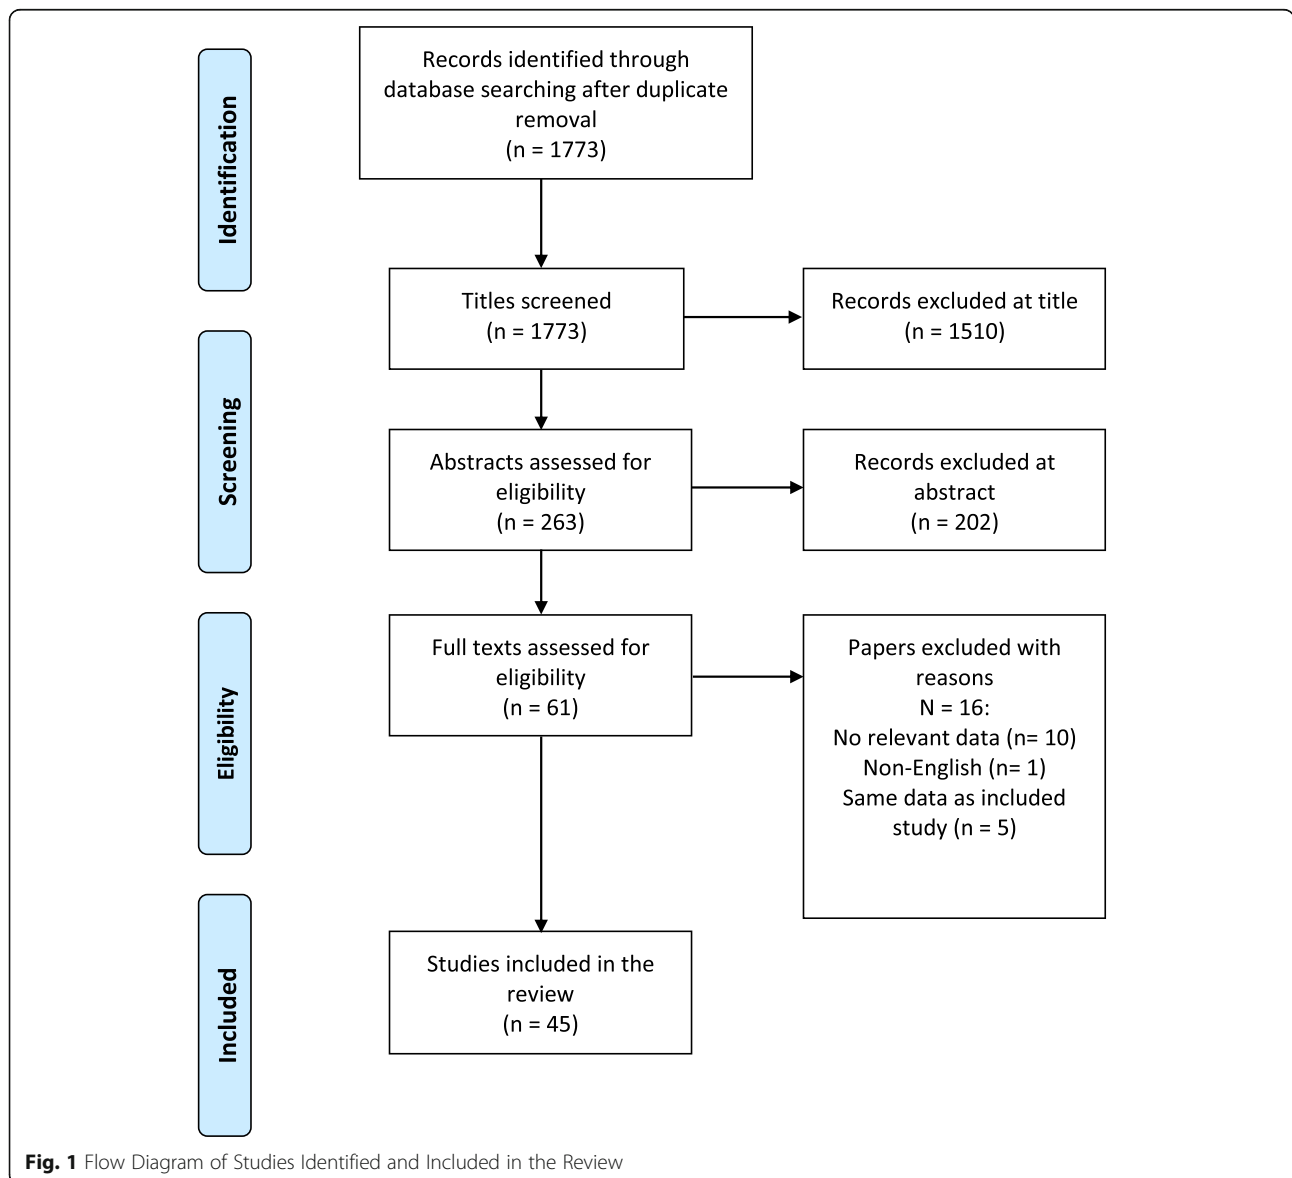 Identification
Records identified through
database searching after duplicate
removal
(n = 1773)
Titles screened
(n = 1773)
Records excluded at title
(n = 1510)
Screening
Abstracts assessed for
eligibility
(n = 263)
Records excluded at
abstract
(n = 202)
Eligibility
Full texts assessed for
eligibility
(n = 61)
Papers excluded with
reasons
N = 16:
No relevant data (n= 10)
Non-English (n= 1)
Same data as included
study (n = 5)
Included
Studies included in the
review
(n = 45)
Fig. 1 Flow Diagram of Studies Identified and Included in the Review